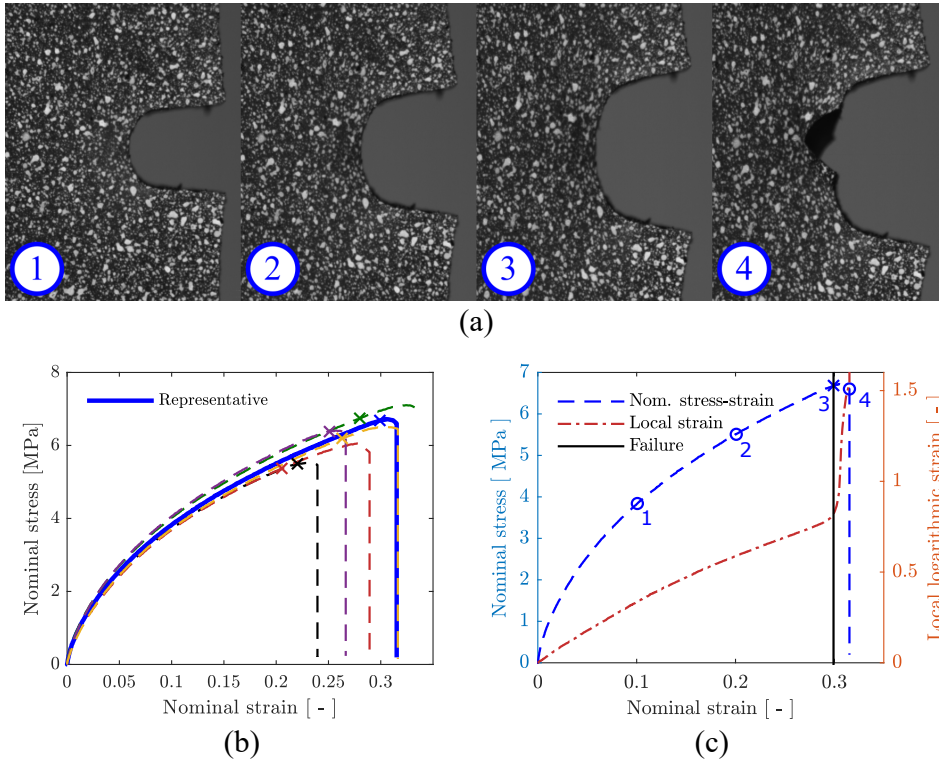 1 2 3 4
(a)
8
6
4
2
0
Nominal stress [MPa]
Representative
0 0.05 0.1 0.15 0.2 0.25 0.3
Nominal strain [ - ]
(b)
7
6
5
4
3
2
1
0
Nominal stress [ MPa ]
Nom. stress-strain
Local strain
Failure
1
2
3
4
1.5
1
0.5
0
Local logarithmic strain [ - ]
0 0.1 0.2 0.3
Nominal strain [ - ]
(c)